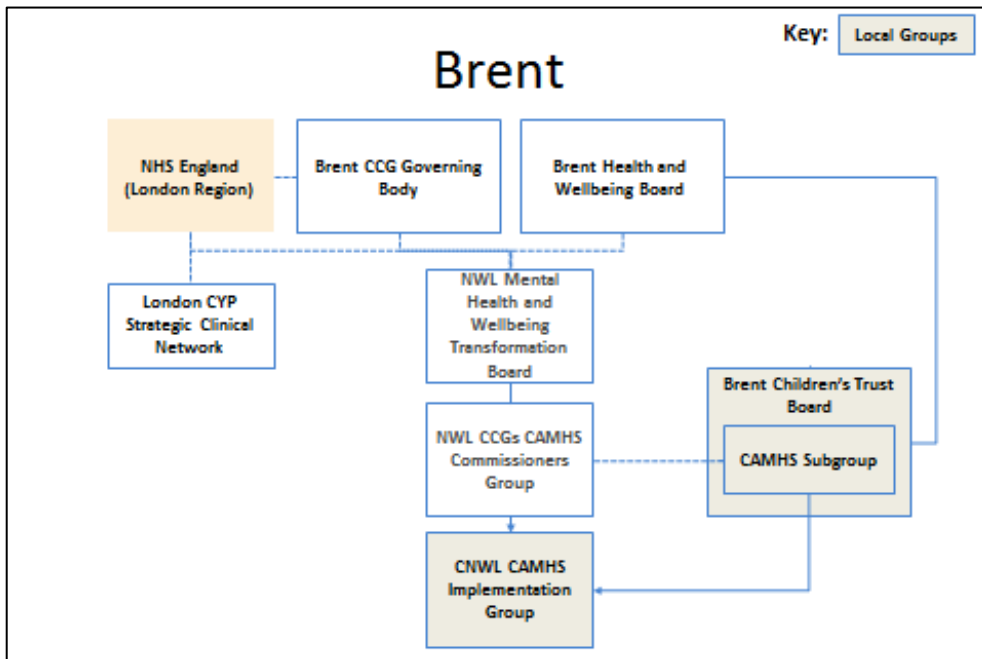 Key:
Local Groups
Brent
NHS England
(London Region)
Brent CCG Governing
Body
Brent Health and
Wellbeing Board
London CYP
Strategic Clinical
Network
NWL Mental
Health and
Wellbeing
Transformation
Board
Brent Children's Trust
Board
NWL CCGs CAMHS
Commissioners
Group
CAMHS Subgroup
CNWL CAMHS
Implementation
Group